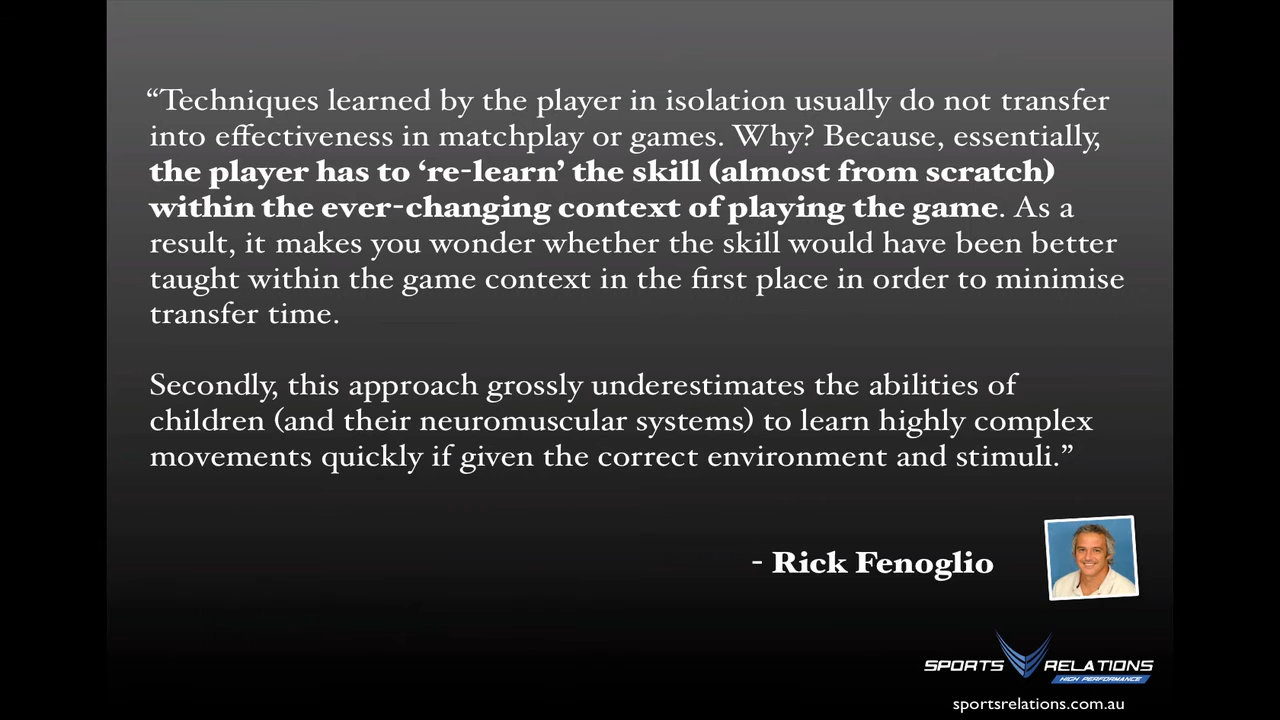 “Techniques learned by the player in isolation usually do not transfer
into effectiveness in matchplay or games. Why? Because, essentially,
the player has to ‘re-learn’ the skill (almost from scratch)
within the ever-changing context of playing the game. As a
result, it makes you wonder whether the skill would have been better
taught within the game context in the first place in order to minimise
transfer time.
Secondly, this approach grossly underestimates the abilities of
children (and their neuromuscular systems) to learn highly complex
movements quickly if given the correct environment and stimuli.”
- Rick Fenoglio
SPORTS RELATIONS
HIGH PERFORMANCE
sportsrelations.com.au